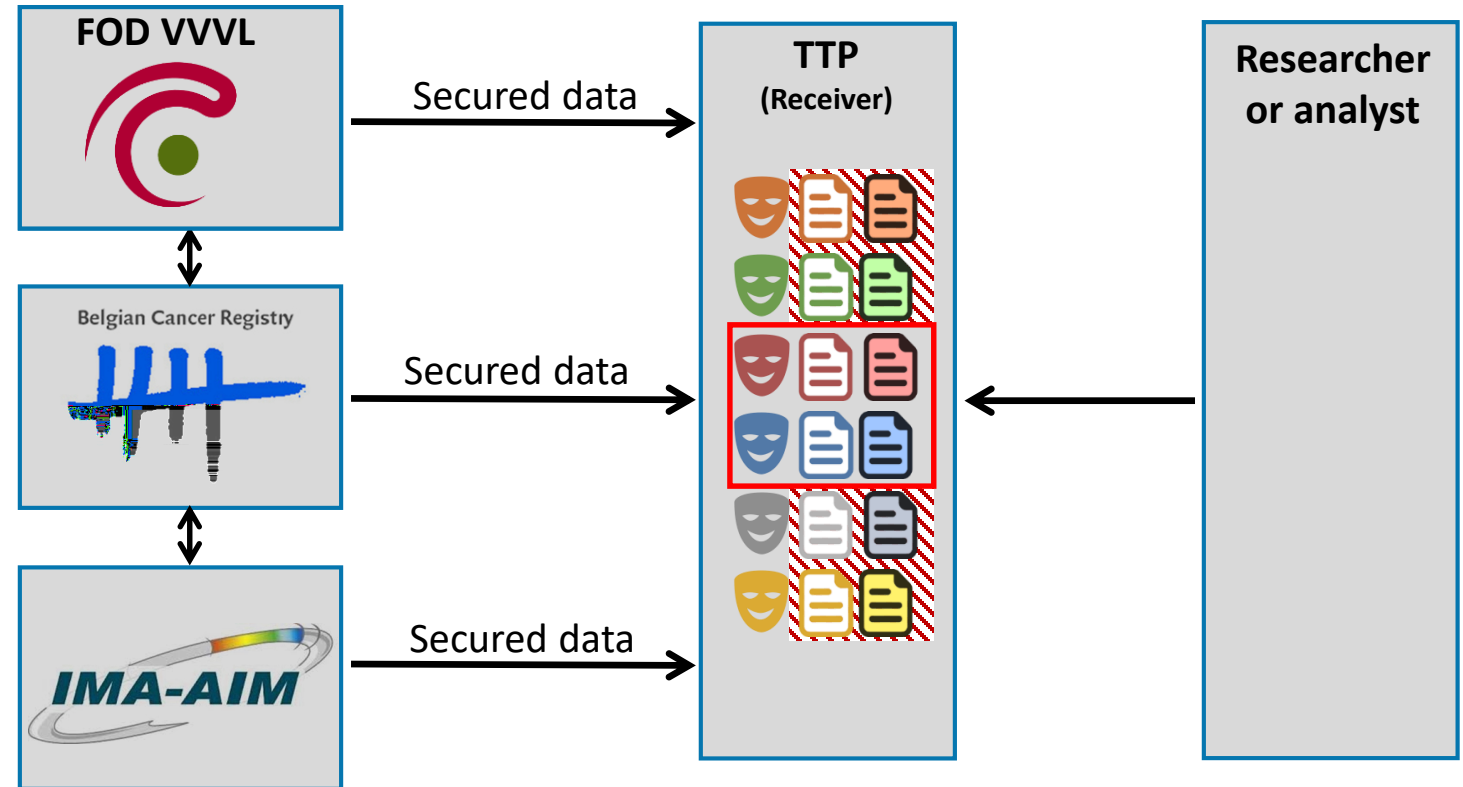 FOD VVVL
Secured data
TTP
(Receiver)
Researcher
or analyst
Belgian Cancer Registry
Secured data
IMA-AIM
Secured data